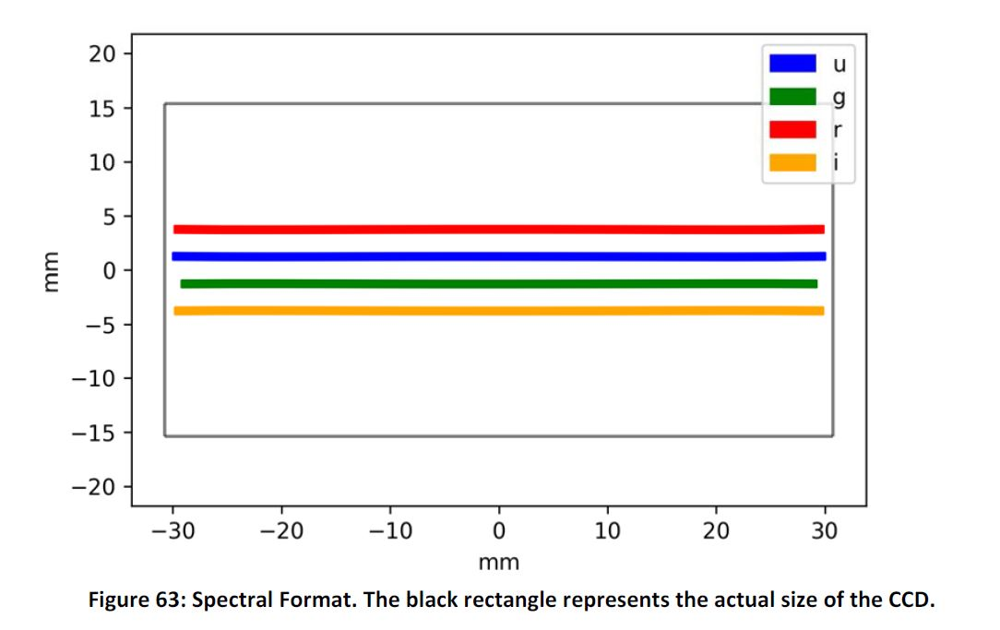 20
15
10
5
0
−5
−10
−15
−20
mm
u
g
r
i
−30 −20 −10 0 10 20 30
mm
Figure 63: Spectral Format. The black rectangle represents the actual size of the CCD.